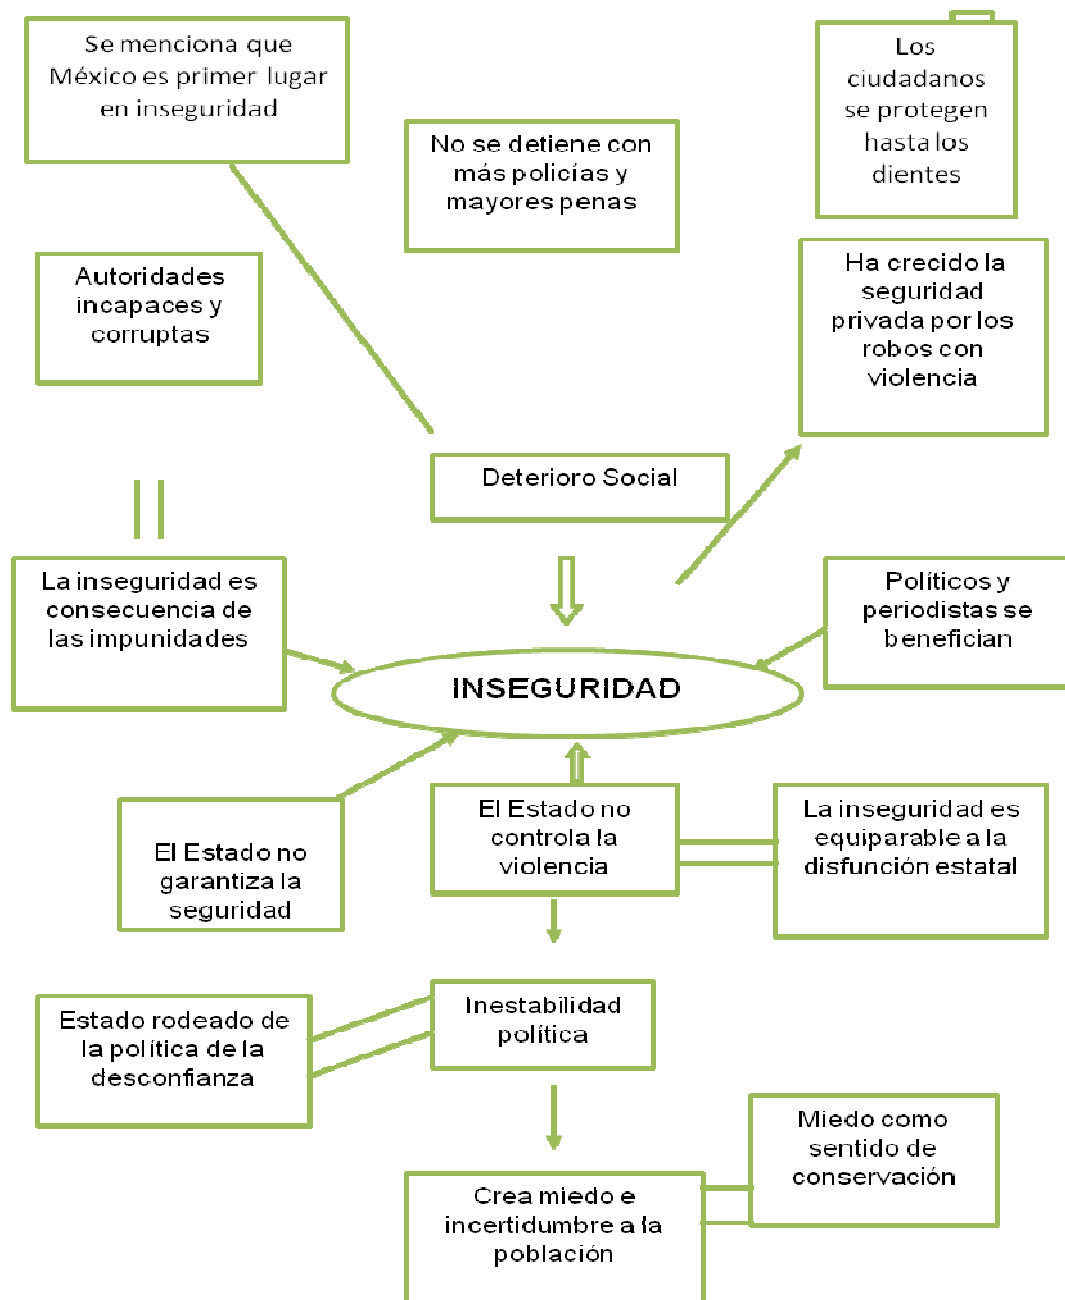 Se menciona que
México es primer lugar
en inseguridad
Los
ciudadanos
se protegen
hasta los
dientes
No se detiene con
más policías y
mayores penas
Autoridades
incapaces y
corruptas
Ha crecido la
seguridad
privada por los
robos con
violencia
Deterioro Social
La inseguridad es
consecuencia de
las impunidades
Políticos y
periodistas se
benefician
INSEGURIDAD
El Estado no
garantiza la
seguridad
El Estado no
controla la
violencia
La inseguridad es
equiparable a la
disfunción estatal
Estado rodeado de
la política de la
desconfianza
Inestabilidad
política
Miedo como
sentido de
conservación
Crea miedo e
incertidumbre a la
población